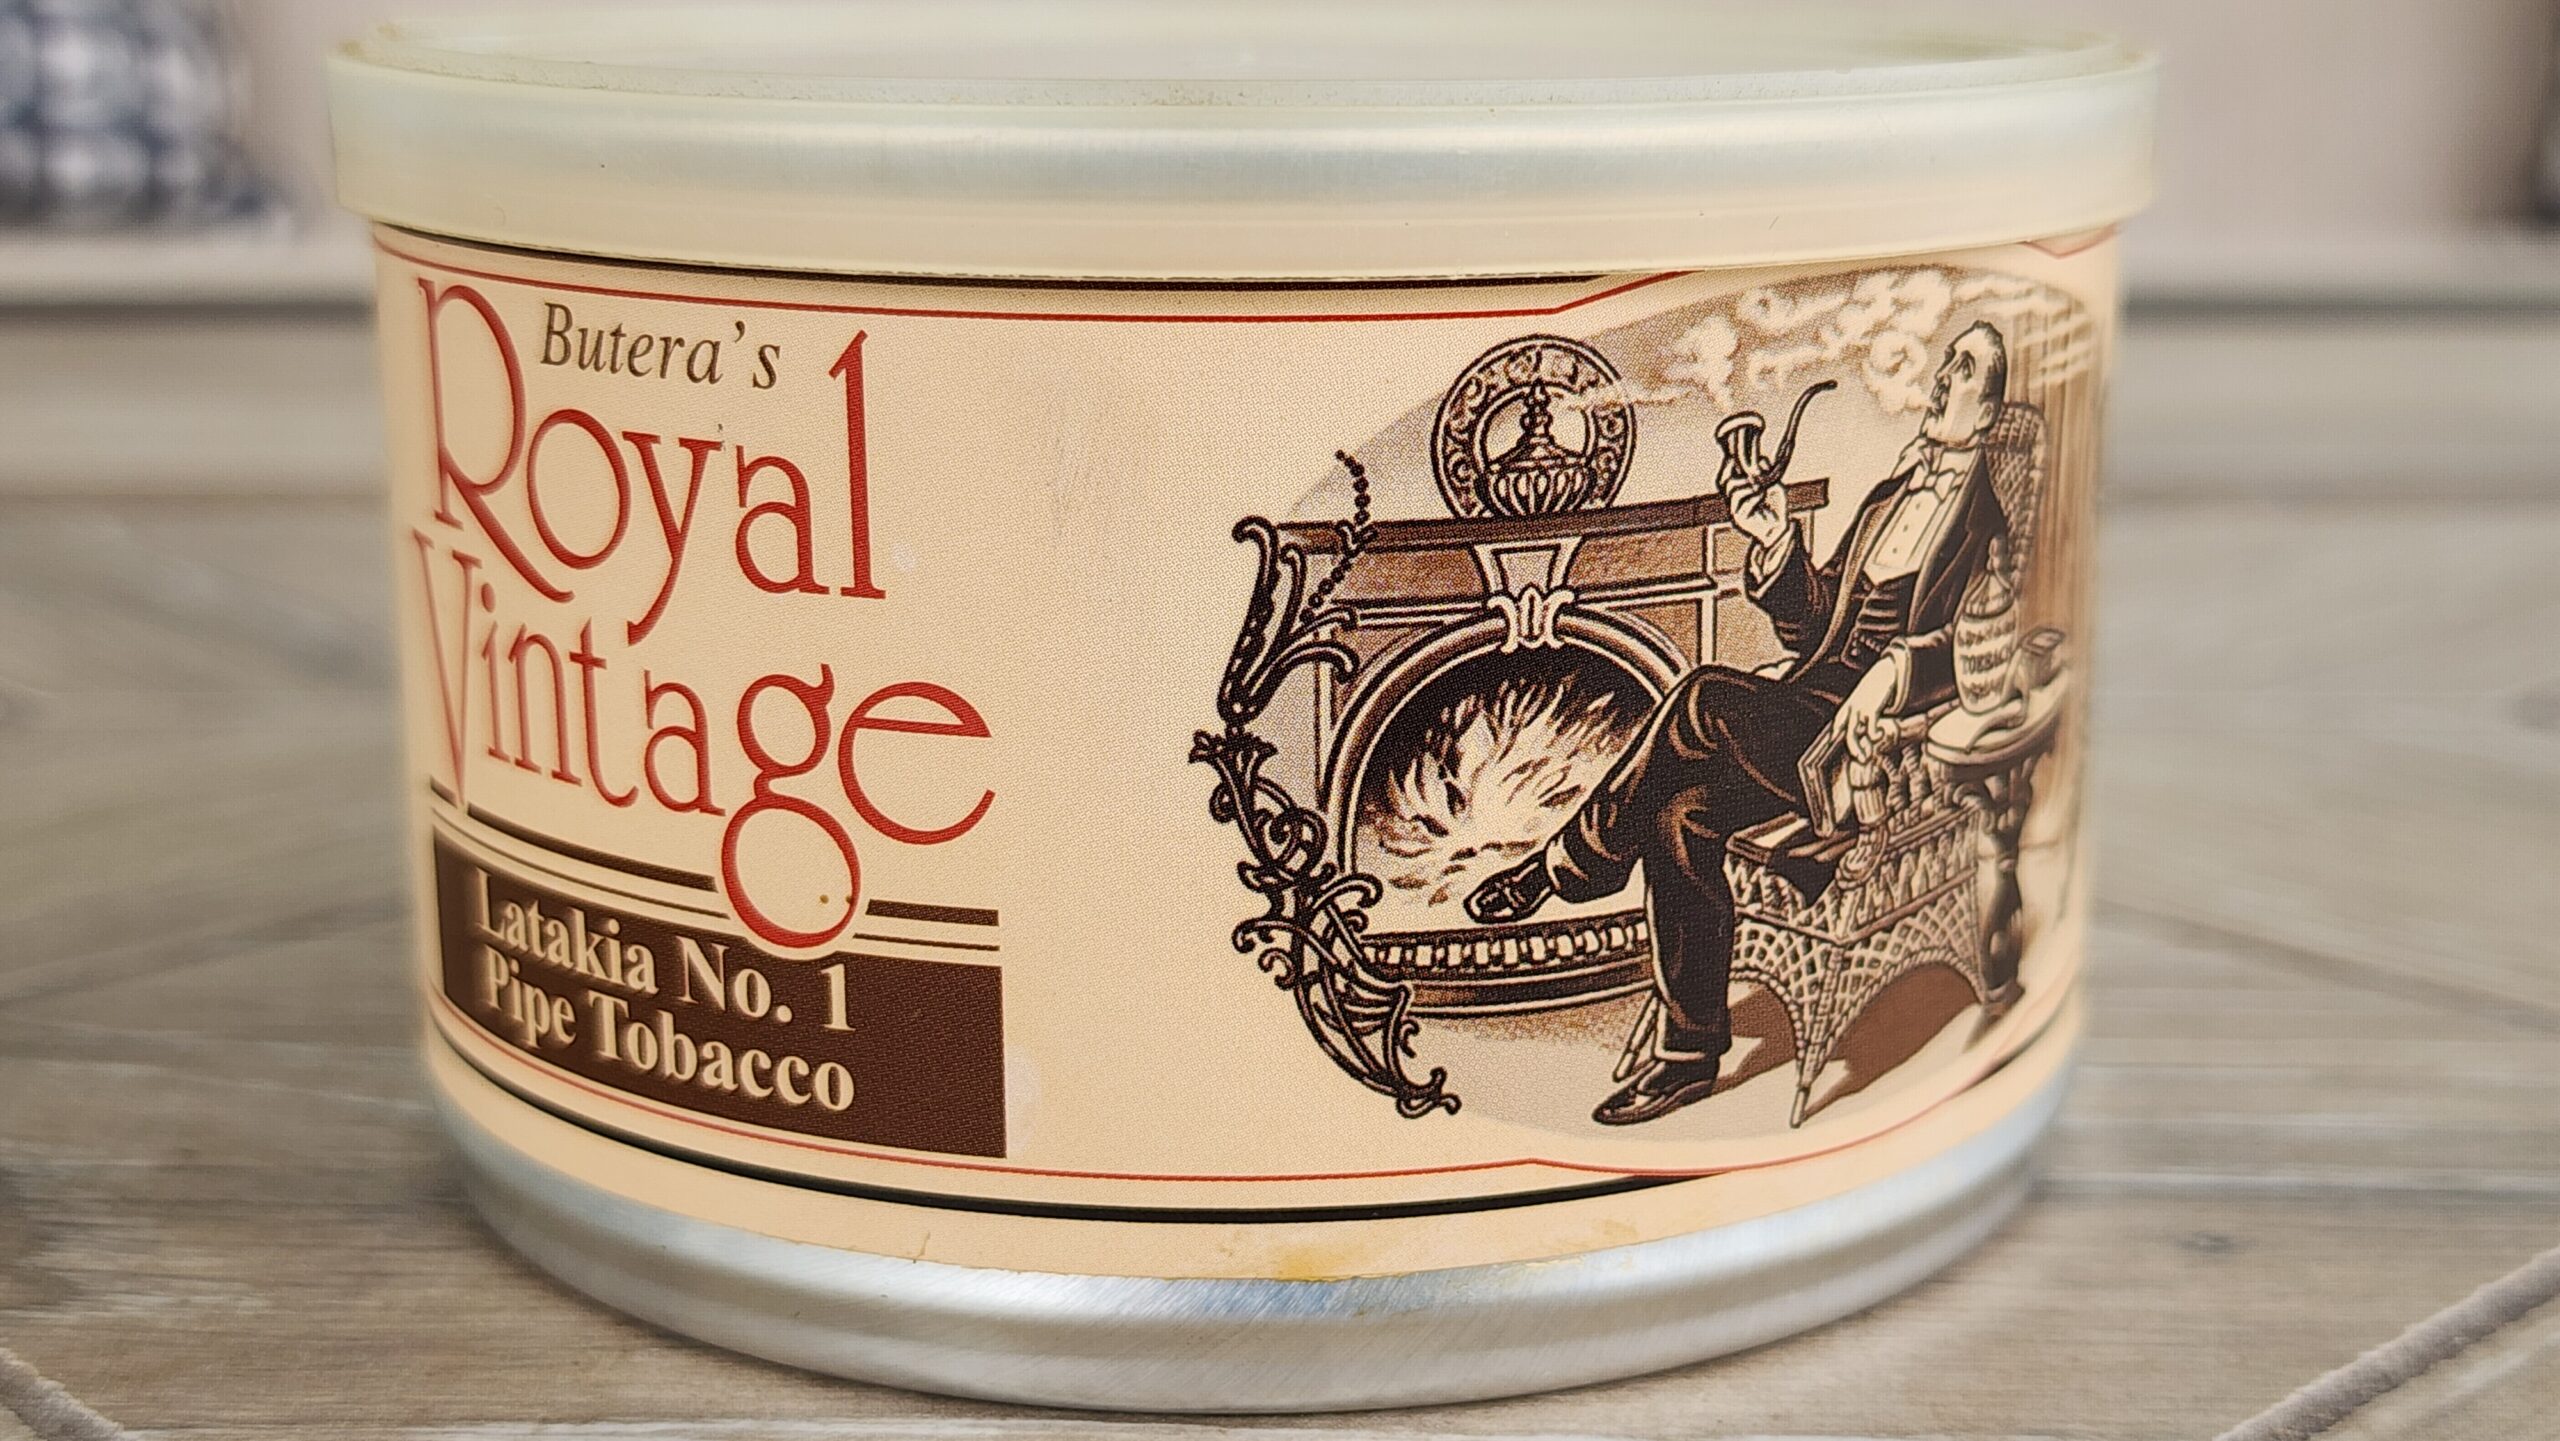 Butera's
Royal
Vintage
Latakia No. 1
Pipe Tobacco